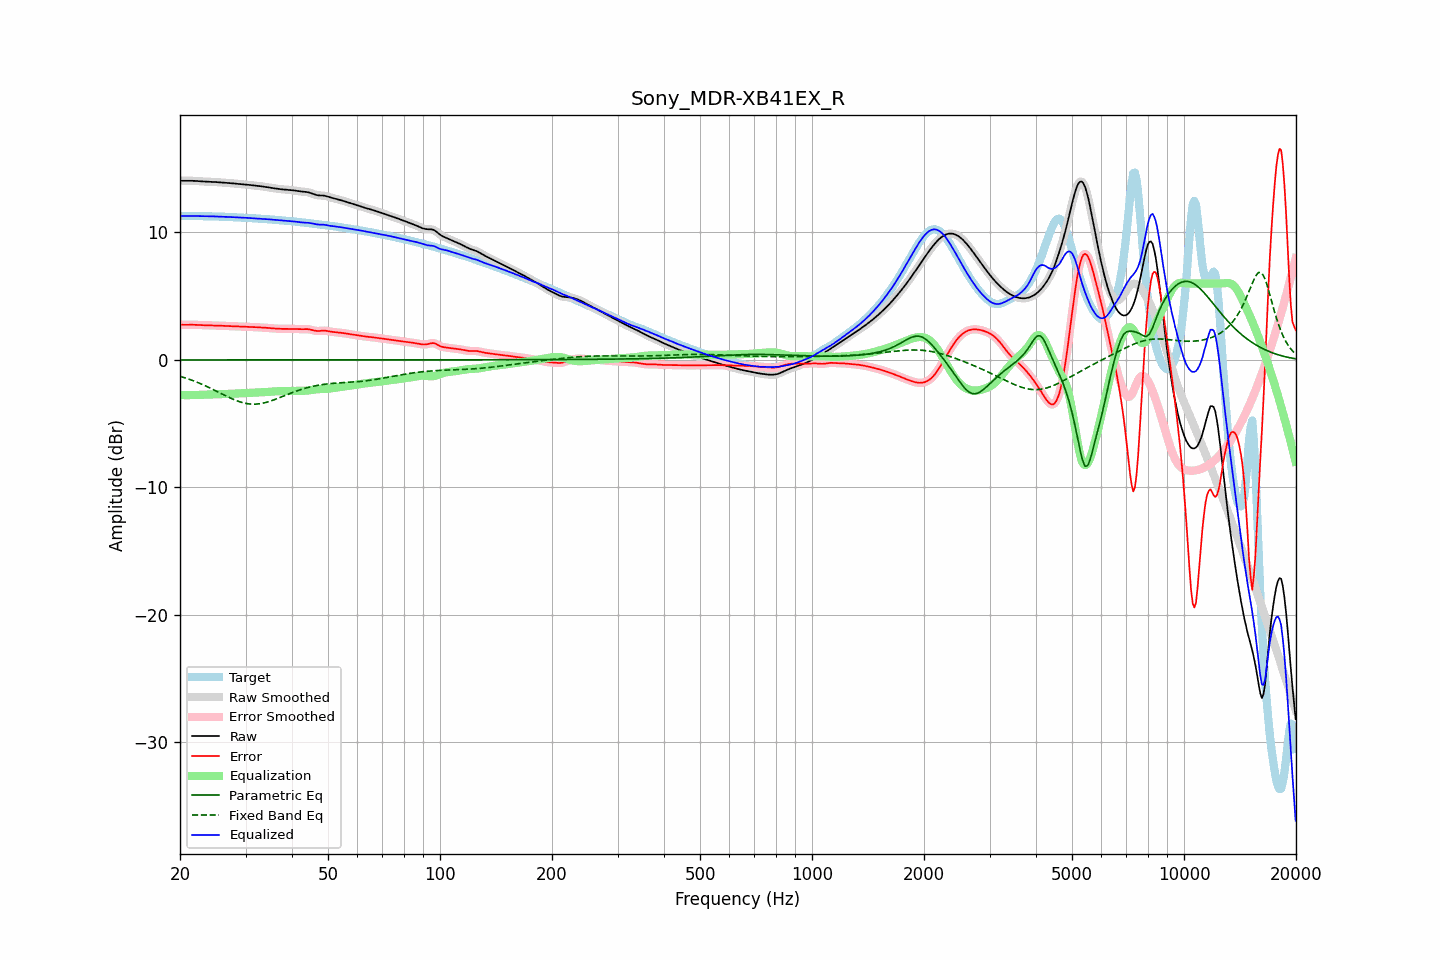 Sony_MDR-XB41EX_R
Amplitude (dBr)
10
0
−10
−20
−30
Target
Raw Smoothed
Error Smoothed
Raw
Error
Equalization
Parametric Eq
Fixed Band Eq
Equalized
20 50 100 200 500 1000 2000 5000 10000 20000
Frequency (Hz)